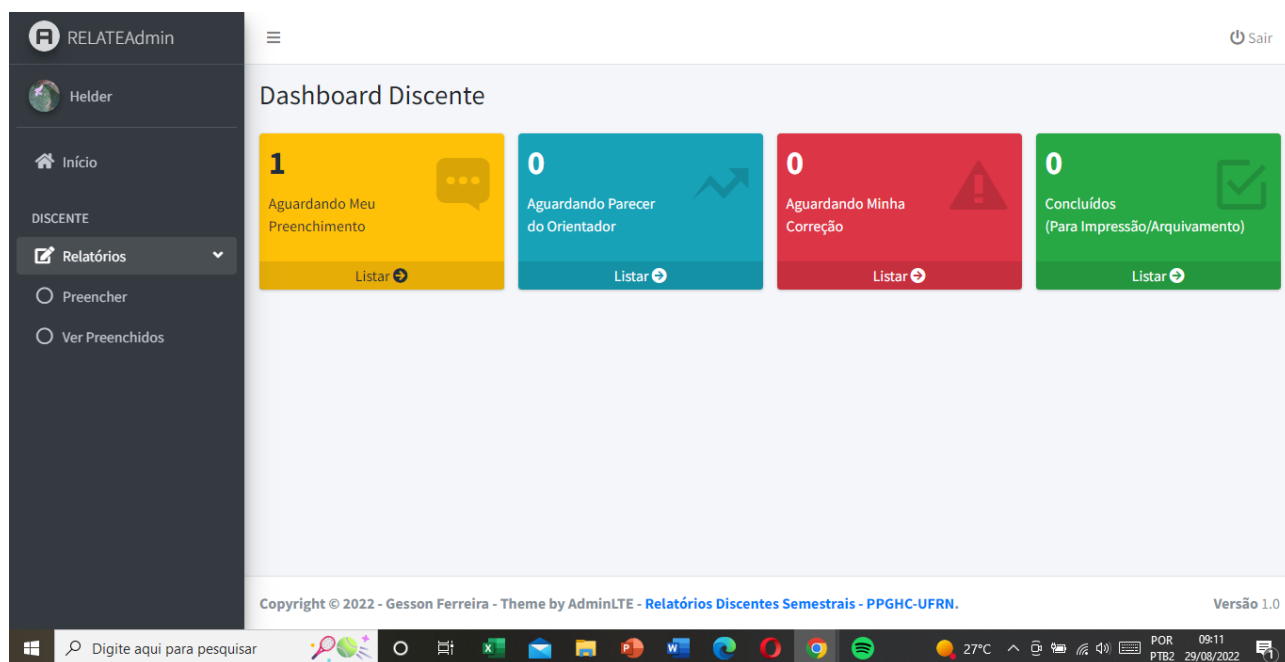 RELATEAdmin
Sair
Helder
Dashboard Discente
Início
DISCENTE
Relatórios
Preencher
Ver Preenchidos
1
Aguardando Meu
Preenchimento
Listar
0
Aguardando Parecer
do Orientador
Listar
0
Aguardando Minha
Correção
Listar
0
Concluídos
(Para Impressão/Arquivamento)
Listar
Copyright © 2022 - Gesson Ferreira - Theme by AdminLTE - Relatórios Discentes Semestrais - PPGHC-UFRN.
Versão 1.0
Digite aqui para pesquisar
27°C
POR
PTB2
09:11
29/08/2022
1